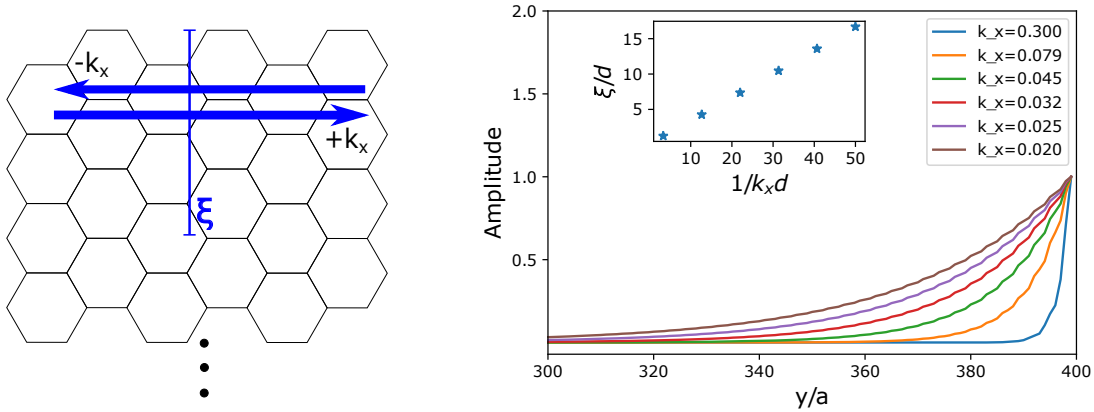 -kₓ
+kₓ
ξ
Amplitude
2.0
1.5
1.0
0.5
300
320
340
360
380
400
y/a
ξ/d
15
10
5
10
20
30
40
50
1/kₓd
k_x=0.300
k_x=0.079
k_x=0.045
k_x=0.032
k_x=0.025
k_x=0.020